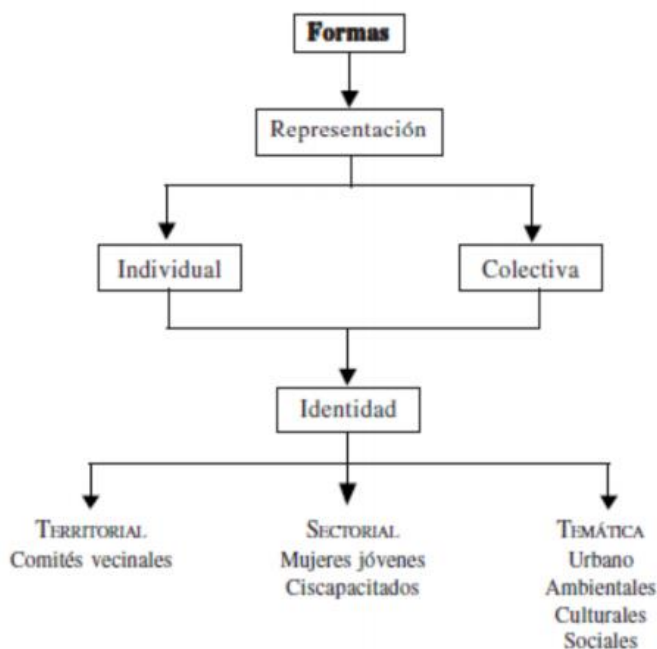 Formas
Representación
Individual
Colectiva
Identidad
TERRITORIAL
Comités vecinales
SECTORIAL
Mujeres jóvenes
Ciscapacitados
TEMÁTICA
Urbano
Ambientales
Culturales
Sociales